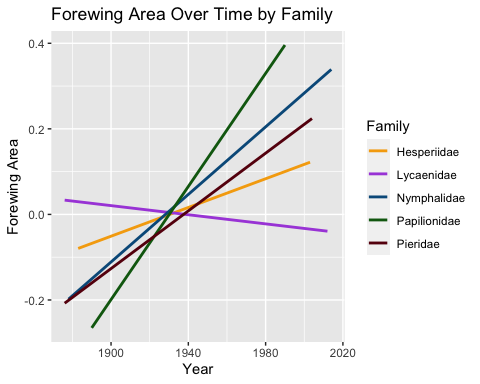 Forewing Area Over Time by Family
Forewing Area
0.4
0.2
0.0
-0.2
1900 1940 1980 2020
Year
Family
Hesperiidae
Lycaenidae
Nymphalidae
Papilionidae
Pieridae